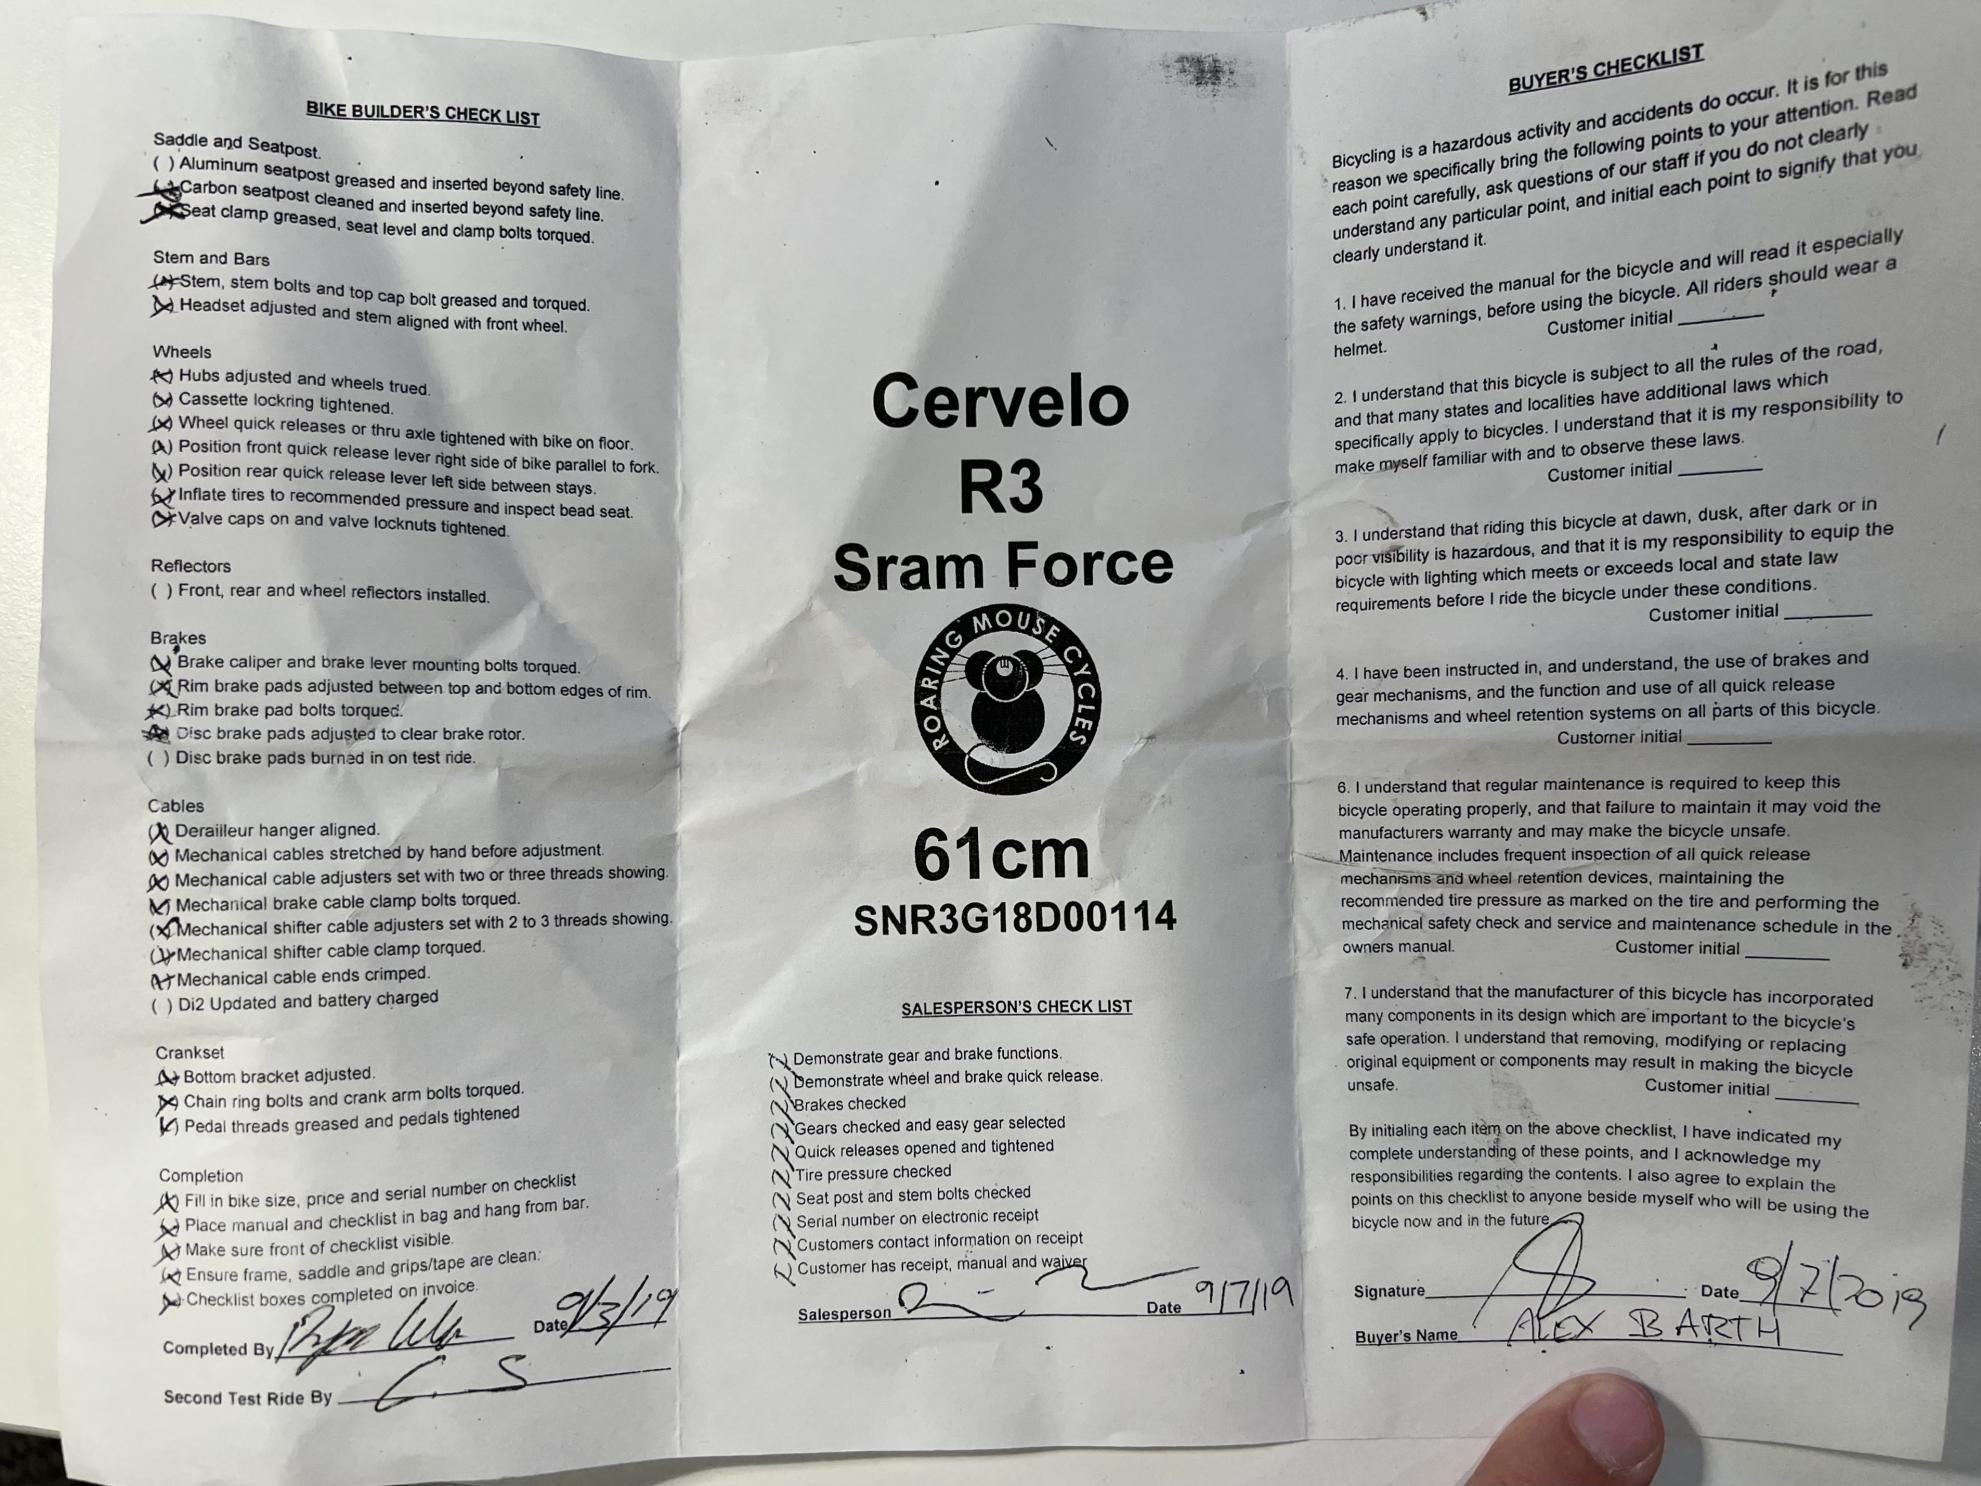 BIKE BUILDER'S CHECK LIST
Saddle and Seatpost.
( ) Aluminum seatpost greased and inserted beyond safety line.
(X) Carbon seatpost cleaned and inserted beyond safety line.
(X) Seat clamp greased, seat level and clamp bolts torqued.
Stem and Bars
(X) Stem, stem bolts and top cap bolt greased and torqued.
(X) Headset adjusted and stem aligned with front wheel.
Wheels
(X) Hubs adjusted and wheels trued.
(X) Cassette lockring tightened.
(X) Wheel quick releases or thru axle tightened with bike on floor.
(X) Position front quick release lever right side of bike parallel to fork.
(X) Position rear quick release lever left side between stays.
(X) Inflate tires to recommended pressure and inspect bead seat.
(X) Valve caps on and valve locknuts tightened.
Reflectors
( ) Front, rear and wheel reflectors installed.
Brakes
(X) Brake caliper and brake lever mounting bolts torqued.
(X) Rim brake pads adjusted between top and bottom edges of rim.
(X) Rim brake pad bolts torqued.
Disc brake pads adjusted to clear brake rotor.
( ) Disc brake pads burned in on test ride.
Cables
(X) Derailleur hanger aligned.
(X) Mechanical cables stretched by hand before adjustment.
(X) Mechanical cable adjusters set with two or three threads showing.
(X) Mechanical brake cable clamp bolts torqued.
(X) Mechanical shifter cable adjusters set with 2 to 3 threads showing.
(X) Mechanical shifter cable clamp torqued.
(X) Mechanical cable ends crimped.
( ) Di2 Updated and battery charged
Crankset
(X) Bottom bracket adjusted.
(X) Chain ring bolts and crank arm bolts torqued.
(X) Pedal threads greased and pedals tightened
Completion
(X) Fill in bike size, price and serial number on checklist
(X) Place manual and checklist in bag and hang from bar.
(X) Make sure front of checklist visible.
(X) Ensure frame, saddle and grips/tape are clean:
(X) Checklist boxes completed on invoice.
Completed By Date 9/3/19
Second Test Ride By C. S
Cervelo
R3
Sram Force
ROARING MOUSE CYCLES
61cm
SNR3G18D00114
SALESPERSON'S CHECK LIST
Demonstrate gear and brake functions.
Demonstrate wheel and brake quick release.
Brakes checked
Gears checked and easy gear selected
Quick releases opened and tightened
Tire pressure checked
Seat post and stem bolts checked
Serial number on electronic receipt
Customers contact information on receipt
Customer has receipt, manual and waiver
Salesperson Date 9/7/19
BUYER'S CHECKLIST
Bicycling is a hazardous activity and accidents do occur. It is for this
reason we specifically bring the following points to your attention. Read
each point carefully, ask questions of our staff if you do not clearly
understand any particular point, and initial each point to signify that you
clearly understand it.
1. I have received the manual for the bicycle and will read it especially
the safety warnings, before using the bicycle. All riders should wear a
helmet. Customer initial
2. I understand that this bicycle is subject to all the rules of the road,
and that many states and localities have additional laws which
specifically apply to bicycles. I understand that it is my responsibility to
make myself familiar with and to observe these laws.
Customer initial
3. I understand that riding this bicycle at dawn, dusk, after dark or in
poor visibility is hazardous, and that it is my responsibility to equip the
bicycle with lighting which meets or exceeds local and state law
requirements before I ride the bicycle under these conditions.
Customer initial
4. I have been instructed in, and understand, the use of brakes and
gear mechanisms, and the function and use of all quick release
mechanisms and wheel retention systems on all parts of this bicycle.
Customer initial
6. I understand that regular maintenance is required to keep this
bicycle operating properly, and that failure to maintain it may void the
manufacturers warranty and may make the bicycle unsafe.
Maintenance includes frequent inspection of all quick release
mechanisms and wheel retention devices, maintaining the
recommended tire pressure as marked on the tire and performing the
mechanical safety check and service and maintenance schedule in the
owners manual. Customer initial
7. I understand that the manufacturer of this bicycle has incorporated
many components in its design which are important to the bicycle's
safe operation. I understand that removing, modifying or replacing
original equipment or components may result in making the bicycle
unsafe. Customer initial
By initialing each item on the above checklist, I have indicated my
complete understanding of these points, and I acknowledge my
responsibilities regarding the contents. I also agree to explain the
points on this checklist to anyone beside myself who will be using the
bicycle now and in the future.
Signature Date 9/7/2019
Buyer's Name ALEX BARTH